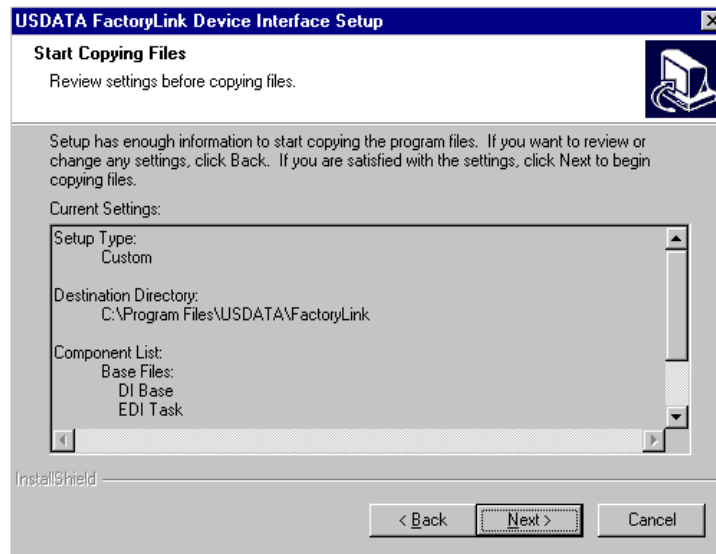 USDATA FactoryLink Device Interface Setup
Start Copying Files
Review settings before copying files.
Setup has enough information to start copying the program files. If you want to review or
change any settings, click Back. If you are satisfied with the settings, click Next to begin
copying files.
Current Settings:
Setup Type:
Custom
Destination Directory:
C:\Program Files\USDATA\FactoryLink
Component List:
Base Files:
DI Base
EDI Task
InstallShield
< Back
Next >
Cancel